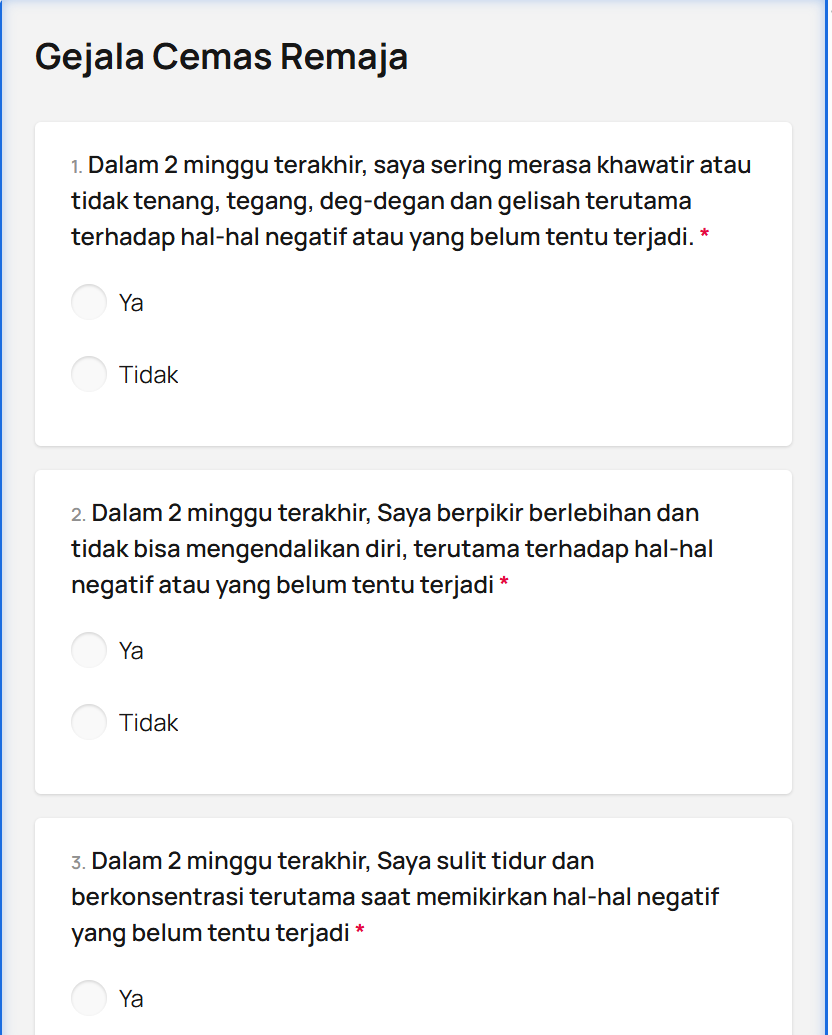 Gejala Cemas Remaja
1. Dalam 2 minggu terakhir, saya sering merasa khawatir atau
tidak tenang, tegang, deg-degan dan gelisah terutama
terhadap hal-hal negatif atau yang belum tentu terjadi. *
Ya
Tidak
2. Dalam 2 minggu terakhir, Saya berpikir berlebihan dan
tidak bisa mengendalikan diri, terutama terhadap hal-hal
negatif atau yang belum tentu terjadi *
Ya
Tidak
3. Dalam 2 minggu terakhir, Saya sulit tidur dan
berkonsentrasi terutama saat memikirkan hal-hal negatif
yang belum tentu terjadi *
Ya